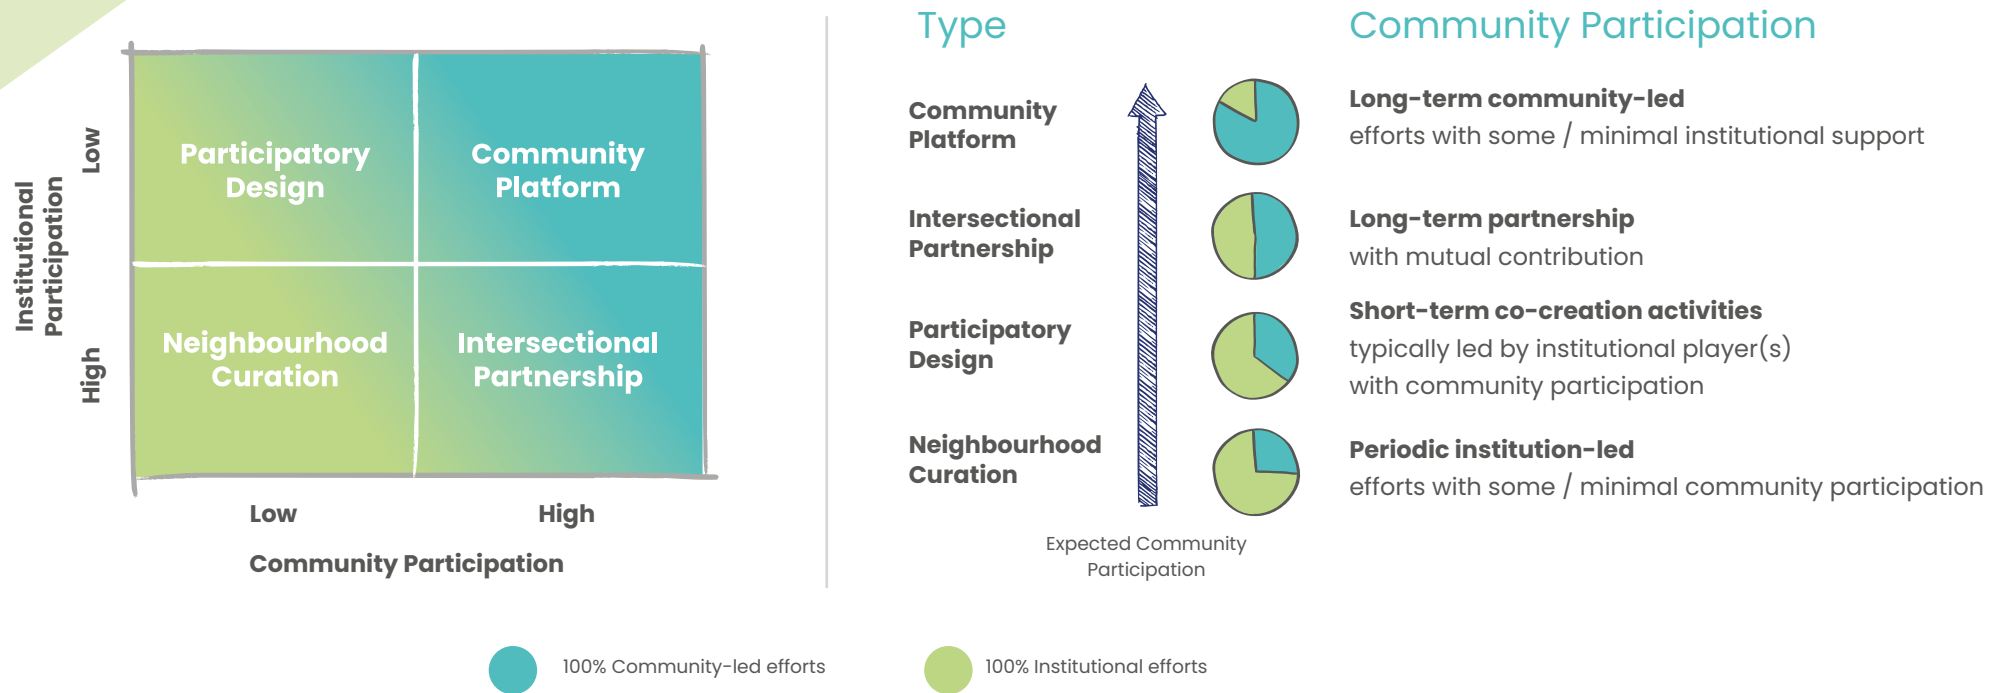 Institutional
Participation
Low
High
Participatory
Design
Community
Platform
Neighbourhood
Curation
Intersectional
Partnership
Low
High
Community Participation
Type
Community Participation
Community
Platform
Long-term community-led
efforts with some / minimal institutional support
Intersectional
Partnership
Long-term partnership
with mutual contribution
Participatory
Design
Short-term co-creation activities
typically led by institutional player(s)
with community participation
Neighbourhood
Curation
Periodic institution-led
efforts with some / minimal community participation
Expected Community
Participation
100% Community-led efforts
100% Institutional efforts